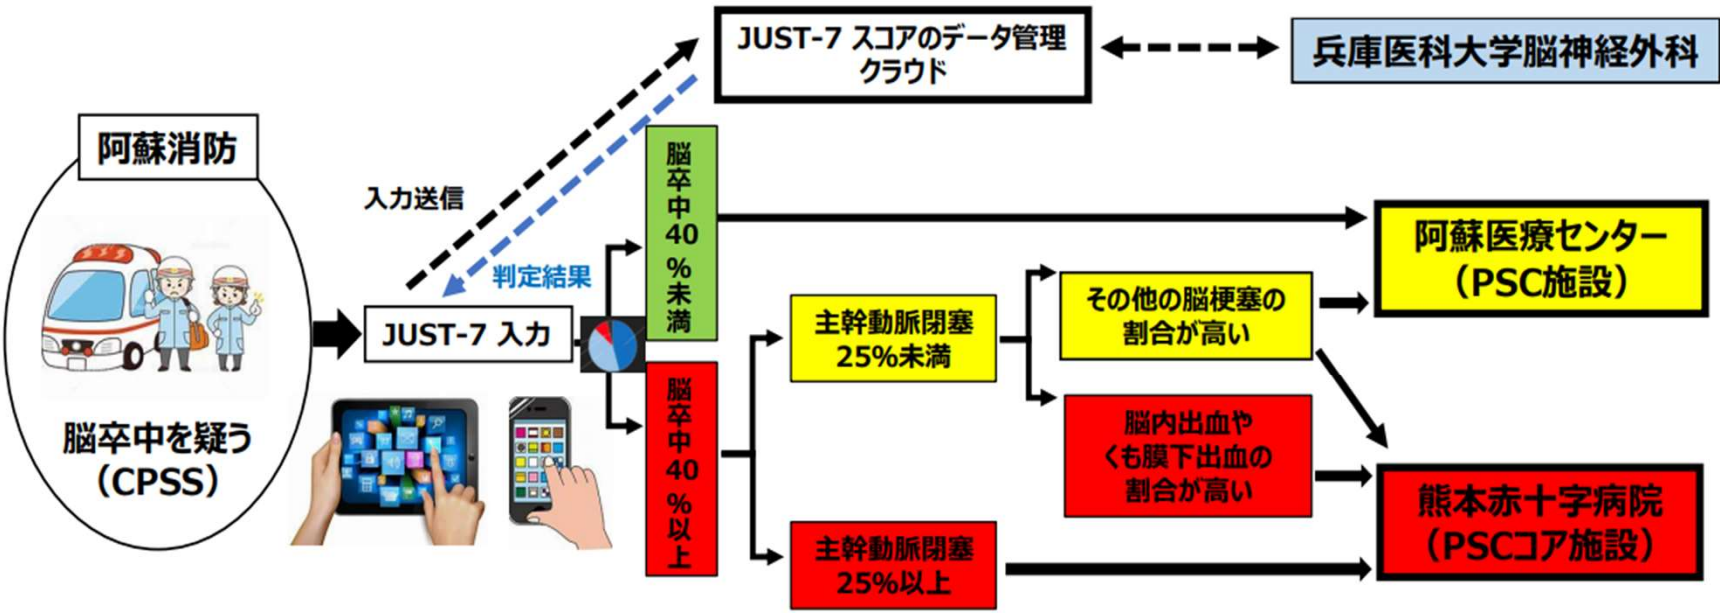 JUST-7 スコアのデータ管理
クラウド
兵庫医科大学脳神経外科
阿蘇消防
脳卒中を疑う
（CPSS）
入力送信
判定結果
JUST-7 入力
脳卒中40%未満
脳卒中40%以上
主幹動脈閉塞
25%未満
主幹動脈閉塞
25%以上
その他の脳梗塞の
割合が高い
脳内出血や
くも膜下出血の
割合が高い
阿蘇医療センター
（PSC施設）
熊本赤十字病院
（PSCコア施設）